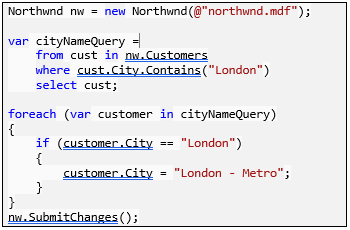 Northwnd nw = new Northwnd(@"northwnd.mdf");
var cityNameQuery =
from cust in nw.Customers
where cust.City.Contains("London")
select cust;
foreach (var customer in cityNameQuery)
{
if (customer.City == "London")
{
customer.City = "London - Metro";
}
}
nw.SubmitChanges();